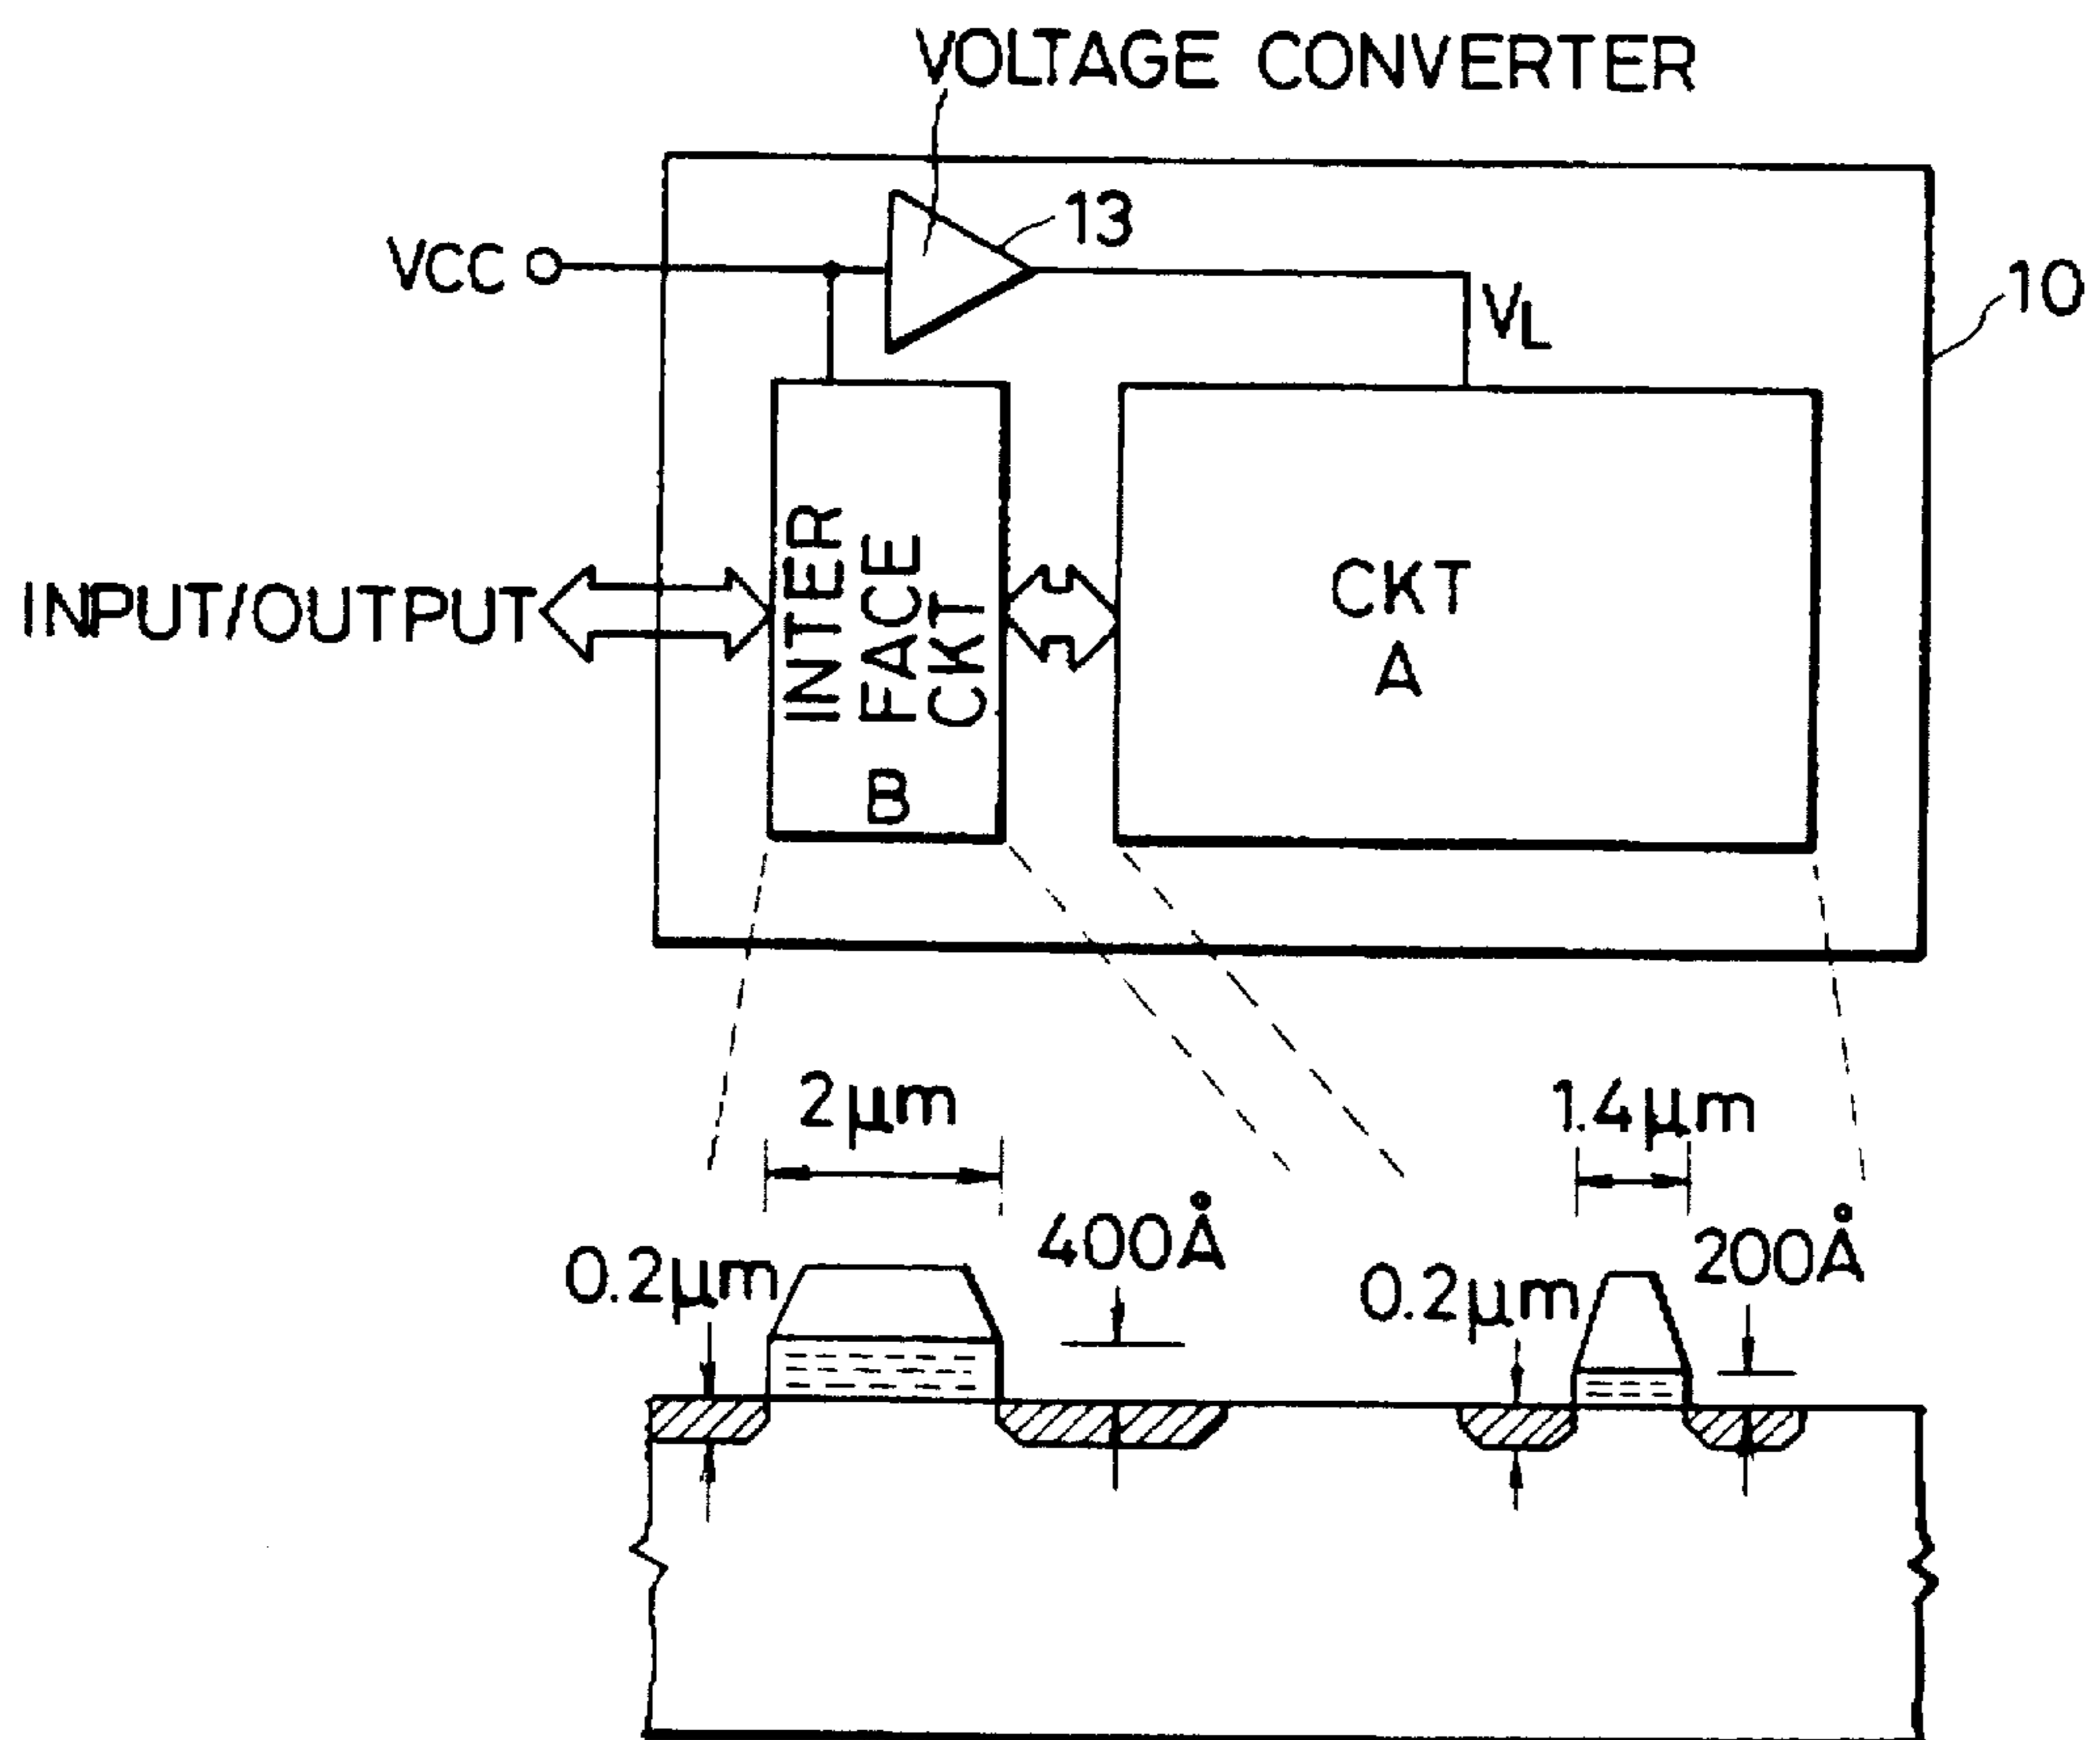 VOLTAGE CONVERTER
13
VCC
VL
10
INPUT/OUTPUT
INTER
FACE
CKT
B
CKT
A
2μm
1.4μm
400Å
200Å
0.2μm
0.2μm